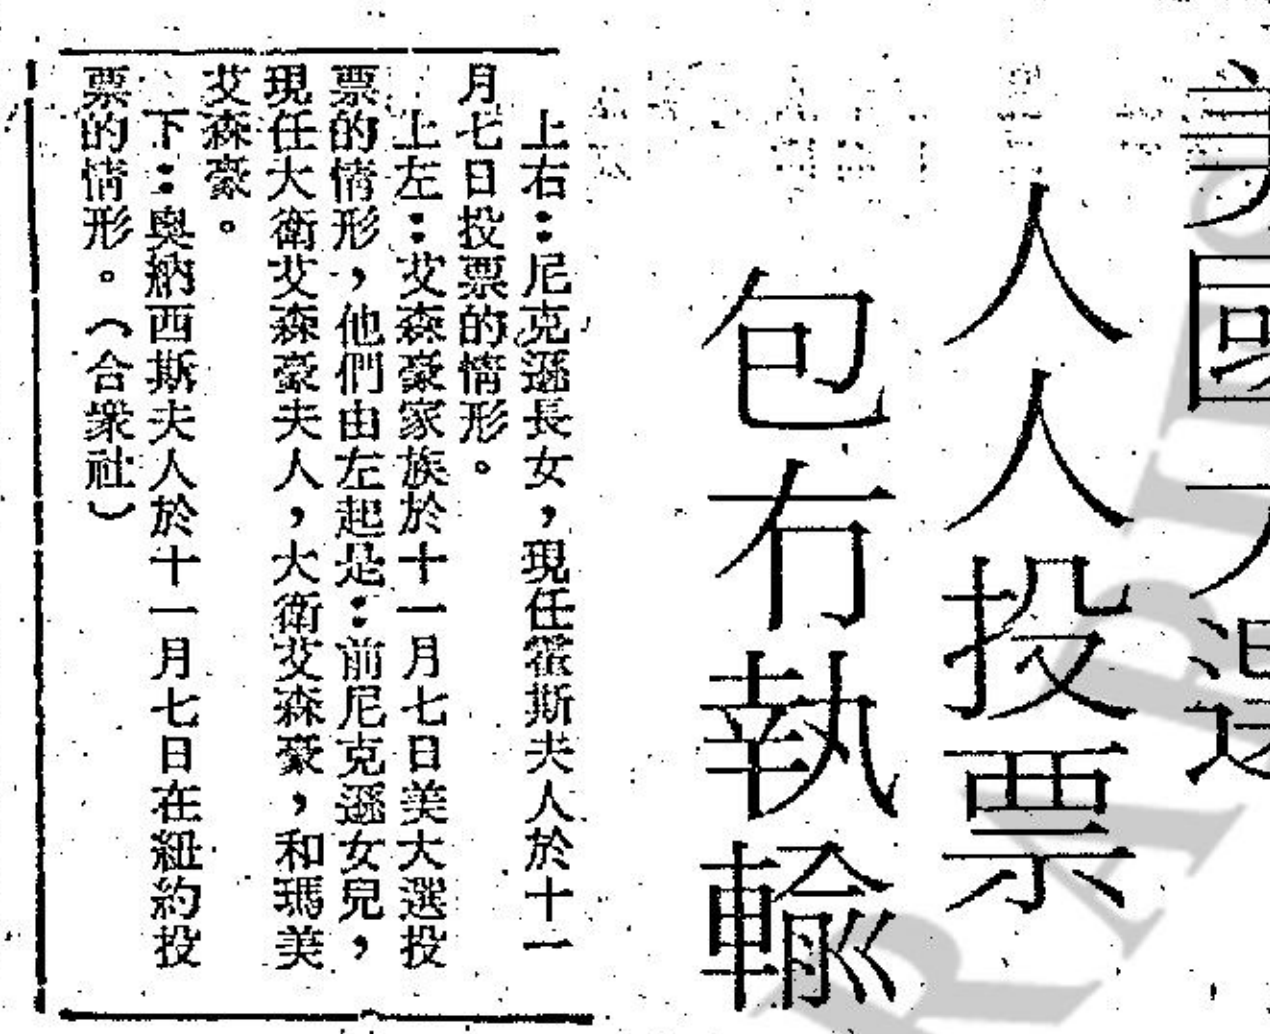 美國大選
人人投票
包冇執輸
上右：尼克遜長女，現任霍斯夫人於十一
月七日投票的情形。
上左：艾森豪家族於十一月七日美大選投
票的情形，他們由左起是：前尼克遜女兒，
現任大衛艾森豪夫人，大衛艾森豪，和瑪美
艾森豪。
下：奧納西斯夫人於十一月七日在紐約投
票的情形。（合衆社）